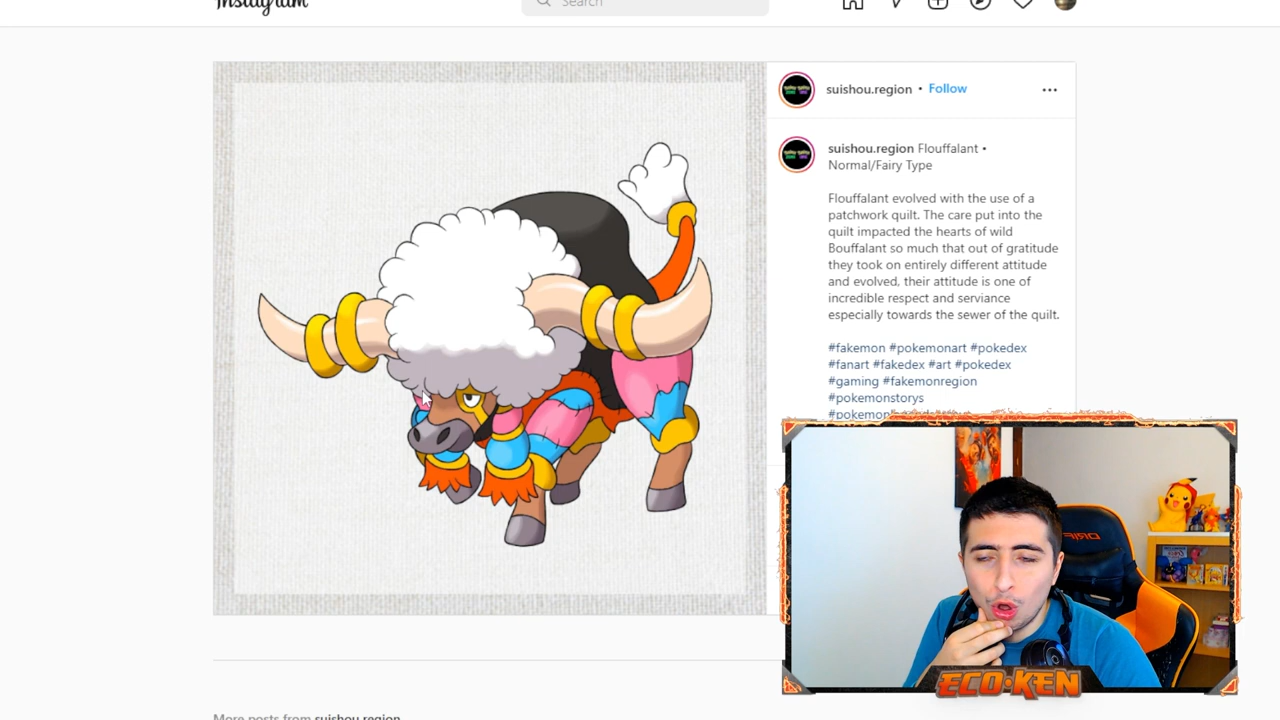 Instagram
Search
suishou.region • Follow
suishou.region Flouffalant •
Normal/Fairy Type
Flouffalant evolved with the use of a
patchwork quilt. The care put into the
quilt impacted the hearts of wild
Bouffalant so much that out of gratitude
they took on entirely different attitude
and evolved, their attitude is one of
incredible respect and serviance
especially towards the sewer of the quilt.
#fakemon #pokemonart #pokedex
#fanart #fakedex #art #pokedex
#gaming #fakemonregion
#pokemonstorys
ECO•KEN
More posts from suishou.region